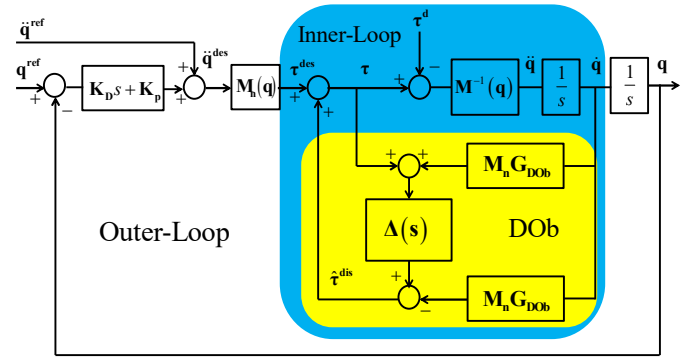 q̈^ref
Inner-Loop
τ^d
q^ref
q̈^des
τ^des
τ
q̈
q̇
q
K_D s + K_p
M_n(q)
M^{-1}(q)
1/s
1/s
+
−
+
+
+
+
+
−
+
+
M_n G_DOb
Outer-Loop
Δ(s)
DOb
τ̂^dis
+
−
M_n G_DOb